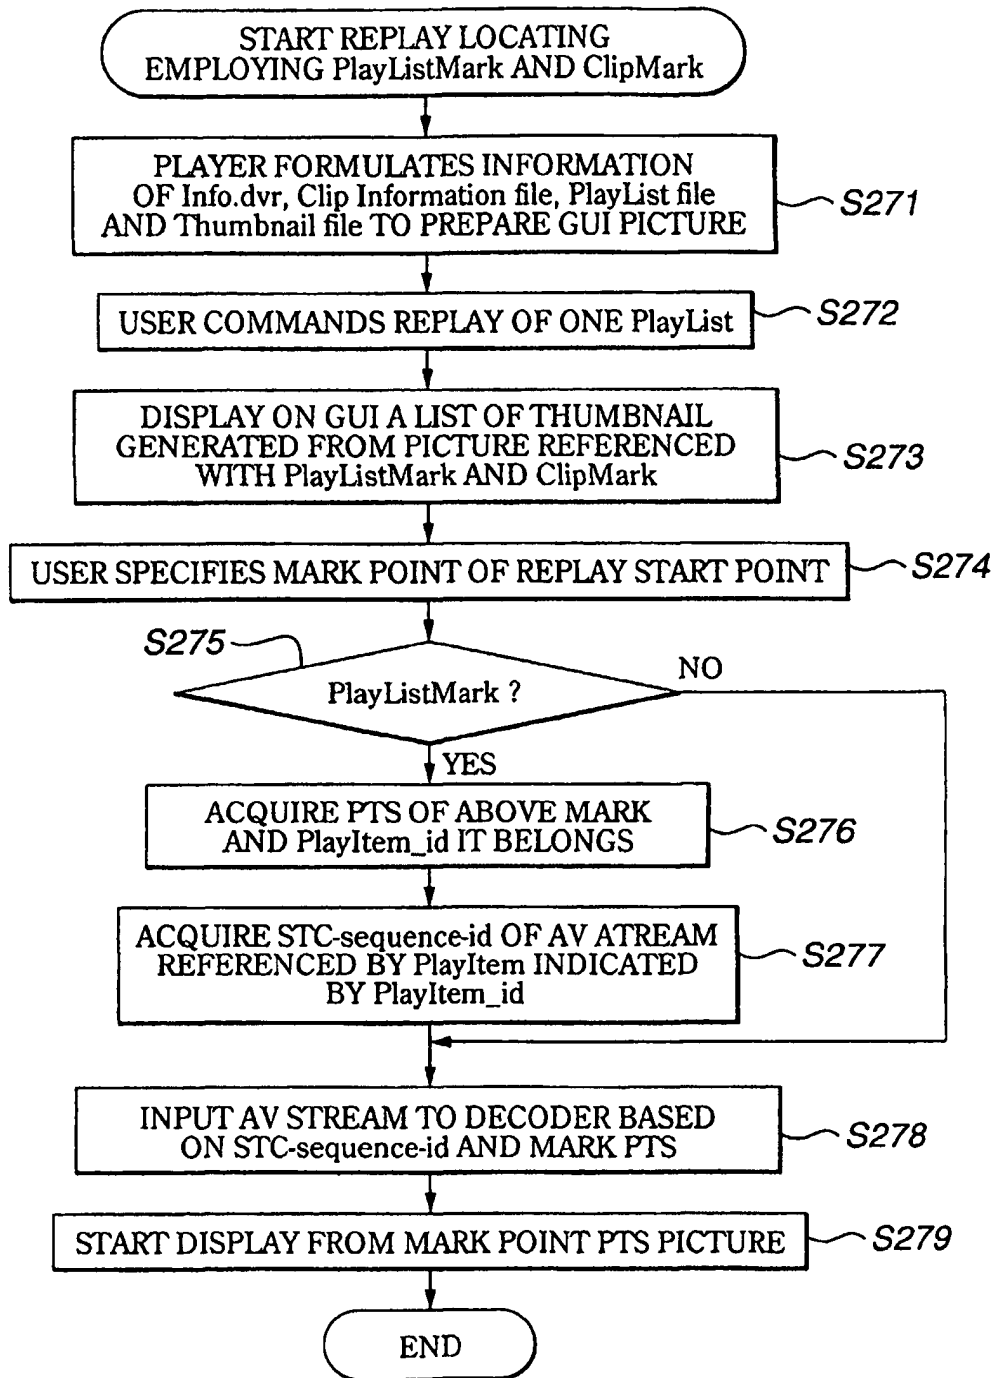 START REPLAY LOCATING
EMPLOYING PlayListMark AND ClipMark
PLAYER FORMULATES INFORMATION
OF Info.dvr, Clip Information file, PlayList file
AND Thumbnail file TO PREPARE GUI PICTURE
S271
USER COMMANDS REPLAY OF ONE PlayList
S272
DISPLAY ON GUI A LIST OF THUMBNAIL
GENERATED FROM PICTURE REFERENCED
WITH PlayListMark AND ClipMark
S273
USER SPECIFIES MARK POINT OF REPLAY START POINT
S274
S275
PlayListMark ?
NO
YES
ACQUIRE PTS OF ABOVE MARK
AND PlayItem_id IT BELONGS
S276
ACQUIRE STC-sequence-id OF AV ATREAM
REFERENCED BY PlayItem INDICATED
BY PlayItem_id
S277
INPUT AV STREAM TO DECODER BASED
ON STC-sequence-id AND MARK PTS
S278
START DISPLAY FROM MARK POINT PTS PICTURE
S279
END